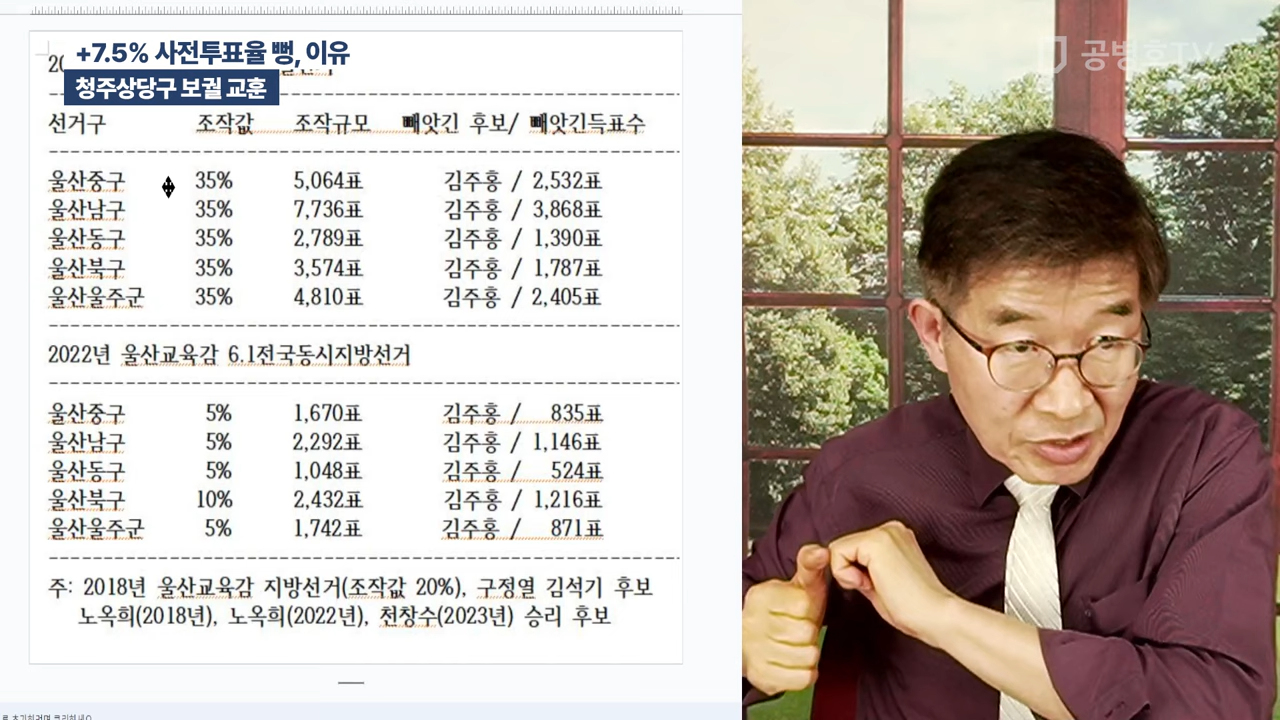 +7.5% 사전투표율 뻥, 이유
청주상당구 보궐 교훈
공병호TV
선거구 조작값 조작규모 빼앗긴 후보/ 빼앗긴득표수
울산중구 35% 5,064표 김주홍 / 2,532표
울산남구 35% 7,736표 김주홍 / 3,868표
울산동구 35% 2,789표 김주홍 / 1,390표
울산북구 35% 3,574표 김주홍 / 1,787표
울산울주군 35% 4,810표 김주홍 / 2,405표
2022년 울산교육감 6.1전국동시지방선거
울산중구 5% 1,670표 김주홍 / 835표
울산남구 5% 2,292표 김주홍 / 1,146표
울산동구 5% 1,048표 김주홍 / 524표
울산북구 10% 2,432표 김주홍 / 1,216표
울산울주군 5% 1,742표 김주홍 / 871표
주: 2018년 울산교육감 지방선거(조작값 20%), 구정열 김석기 후보
노옥희(2018년), 노옥희(2022년), 천창수(2023년) 승리 후보